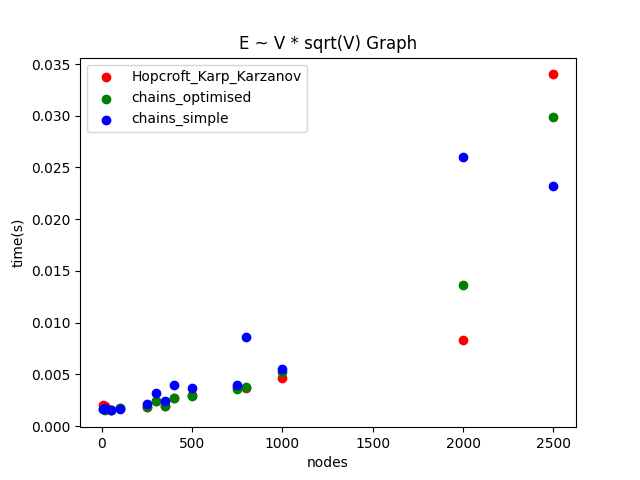 E ~ V * sqrt(V) Graph
Hopcroft_Karp_Karzanov
chains_optimised
chains_simple
0.035
0.030
0.025
0.020
0.015
0.010
0.005
0.000
time(s)
0
500
1000
1500
2000
2500
nodes